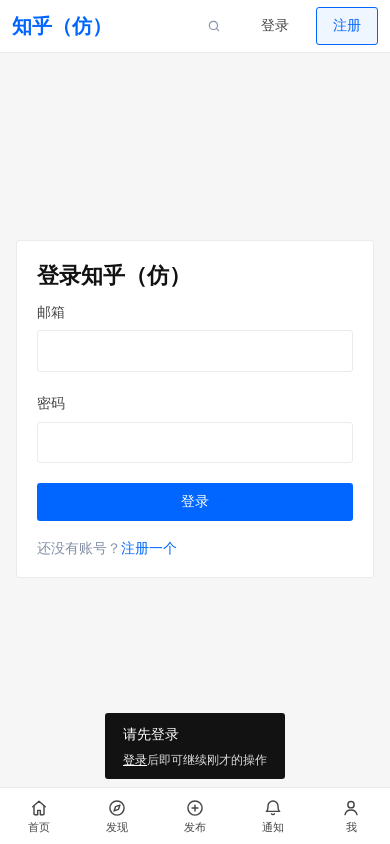 知乎（仿）
登录
注册
登录知乎（仿）
邮箱
密码
登录
还没有账号？注册一个
请先登录
登录后即可继续刚才的操作
首页
发现
发布
通知
我